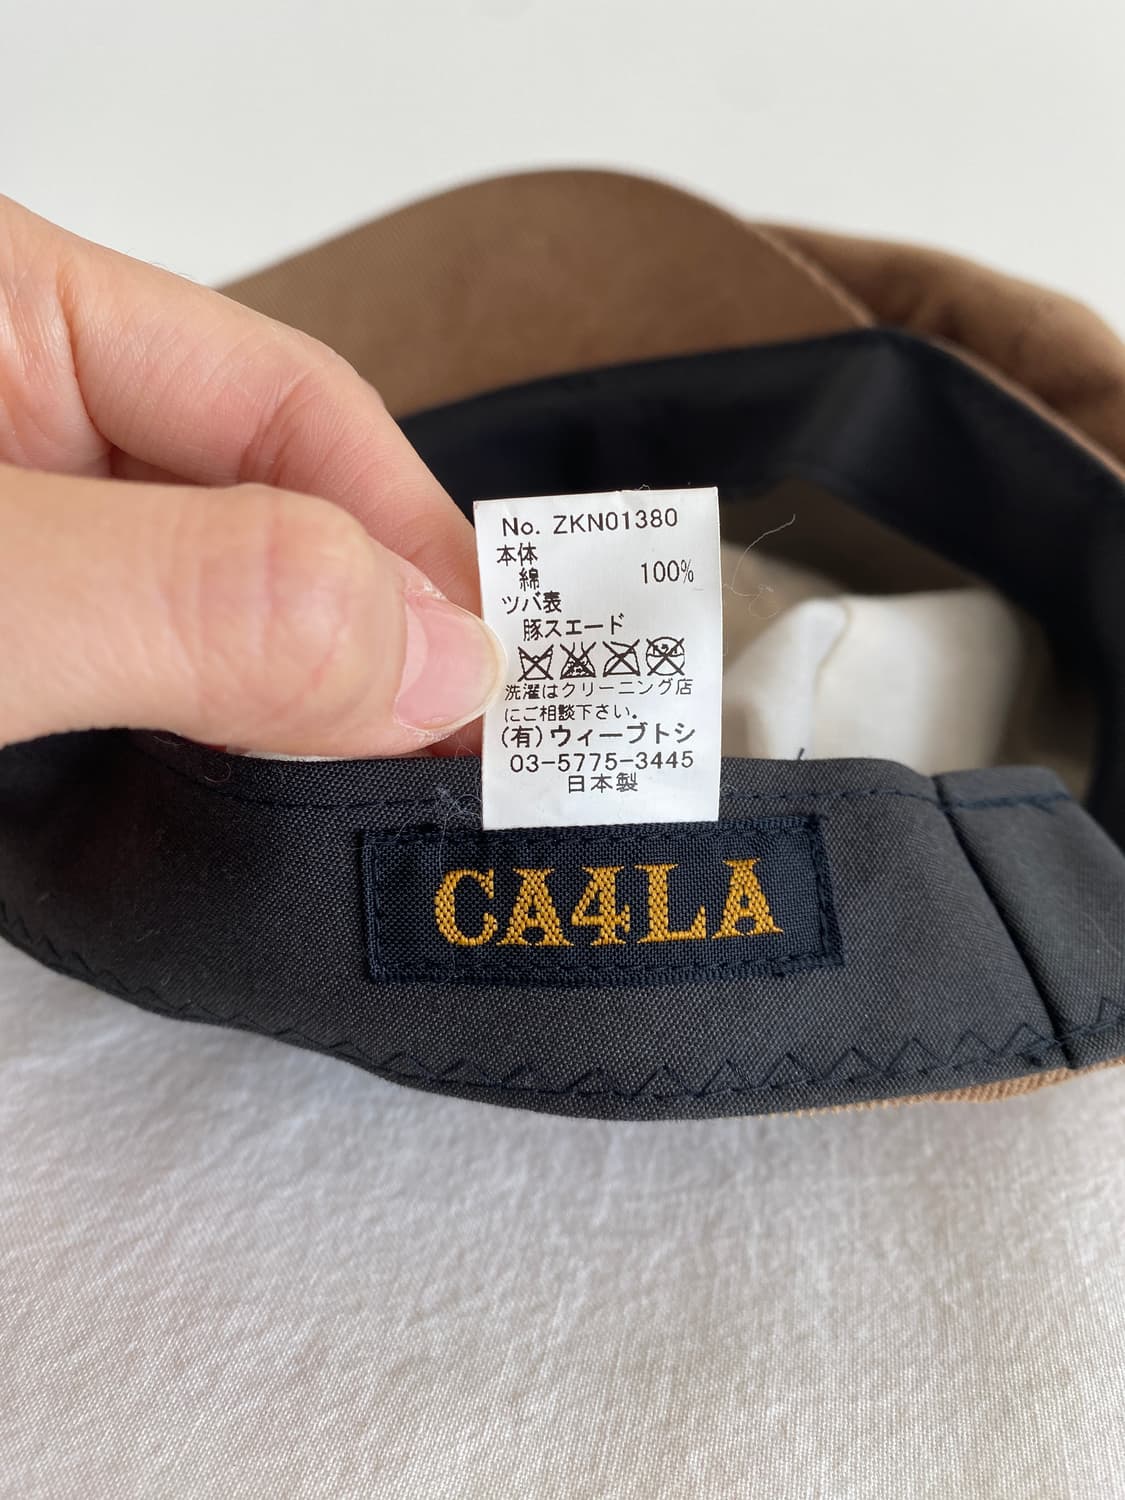 No. ZKN01380
本体
綿 100%
ツバ表
豚スエード
洗濯はクリーニング店
にご相談下さい.
(有)ウィーブトシ
03-5775-3445
日本製
CA4LA